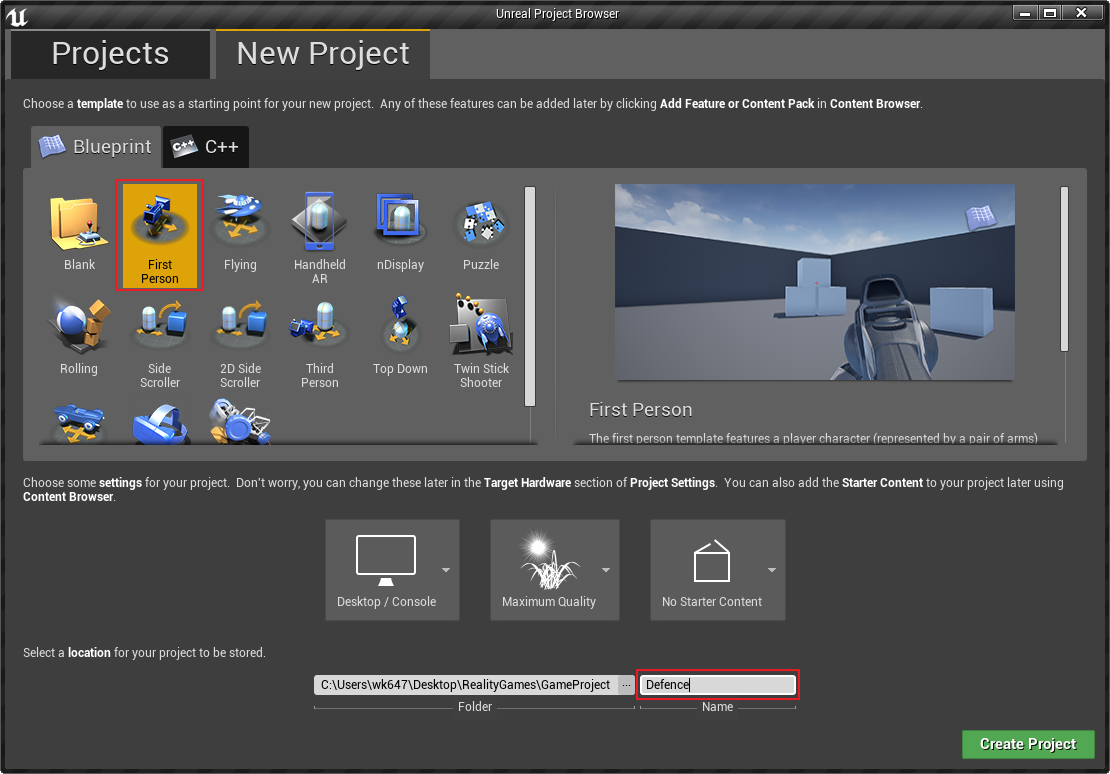 Unreal Project Browser
Projects
New Project
Choose a template to use as a starting point for your new project.  Any of these features can be added later by clicking Add Feature or Content Pack in Content Browser.
Blueprint
C++
C++
Blank
First
Person
Flying
Handheld
AR
nDisplay
Puzzle
Rolling
Side
Scroller
2D Side
Scroller
Third
Person
Top Down
Twin Stick
Shooter
First Person
The first person template features a player character (represented by a pair of arms)
Choose some settings for your project.  Don't worry, you can change these later in the Target Hardware section of Project Settings.  You can also add the Starter Content to your project later using
Content Browser.
Desktop / Console
Maximum Quality
No Starter Content
Select a location for your project to be stored.
C:\Users\wk647\Desktop\RealityGames\GameProject
...
Defence
Folder
Name
Create Project